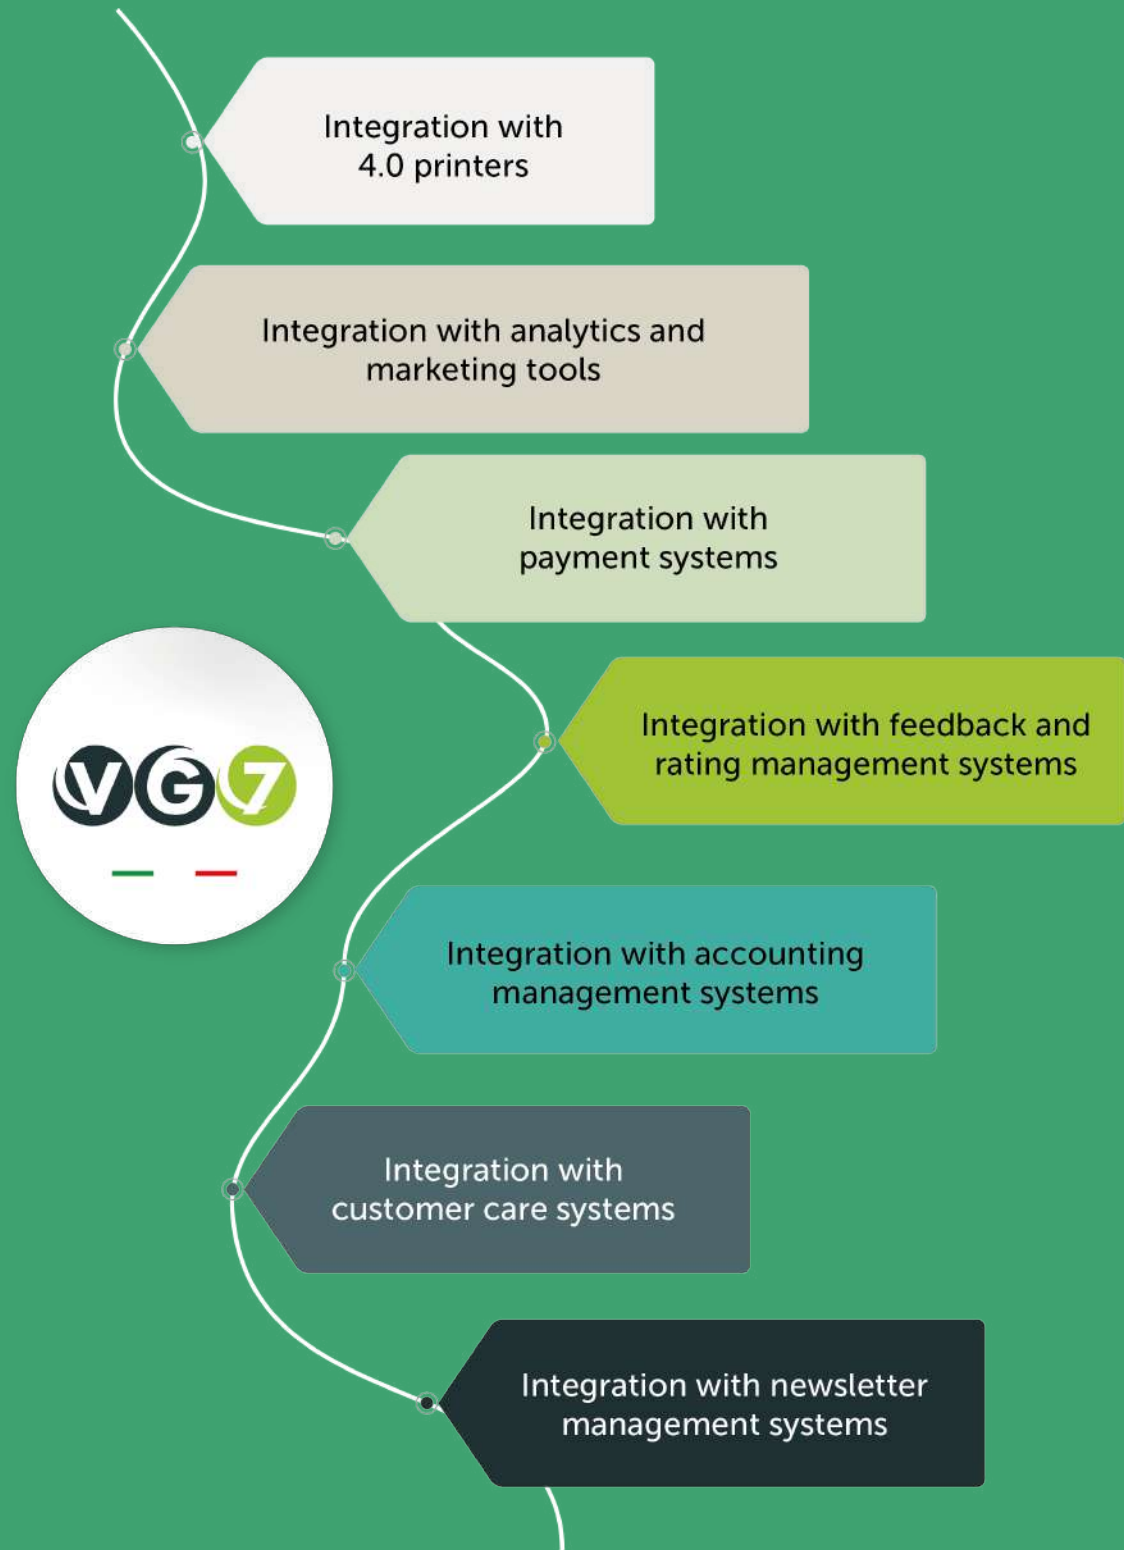 Integration with
4.0 printers
Integration with analytics and
marketing tools
Integration with
payment systems
VG7
Integration with feedback and
rating management systems
Integration with accounting
management systems
Integration with
customer care systems
Integration with newsletter
management systems